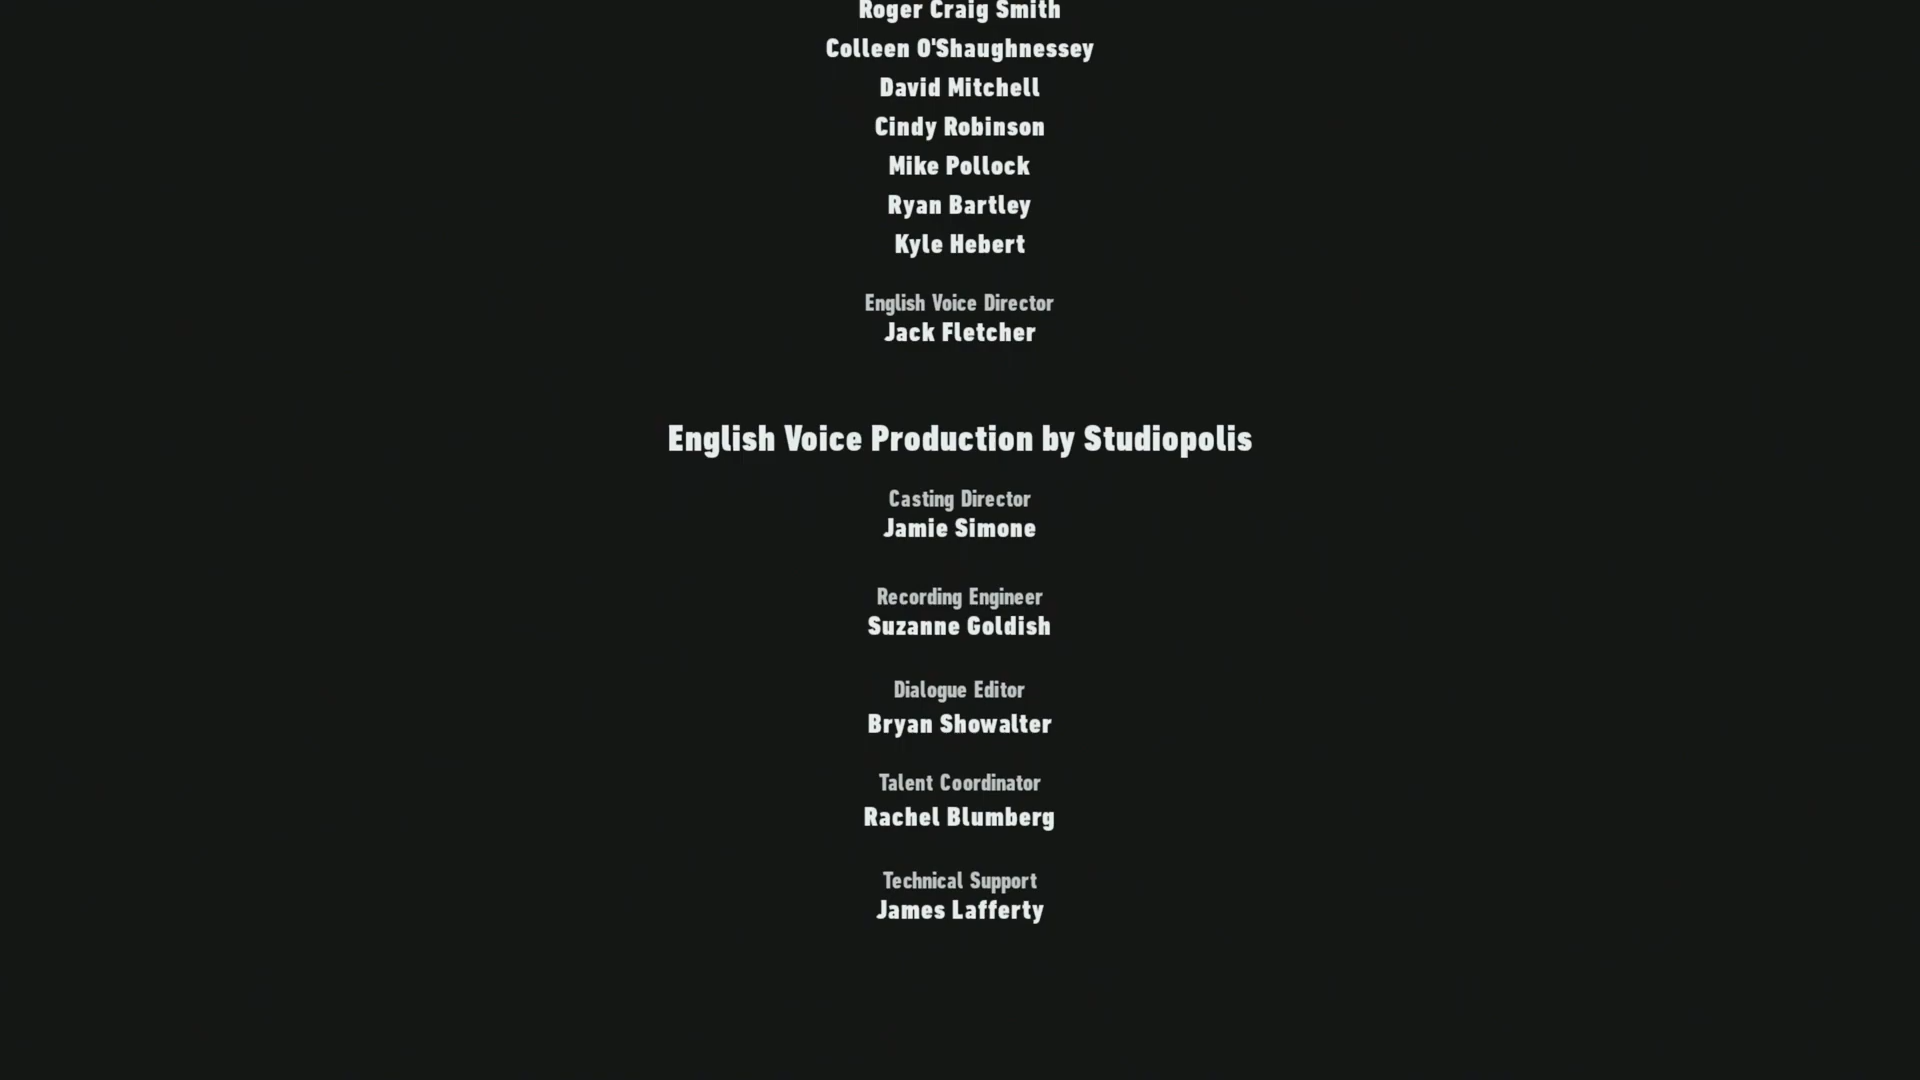 Roger Craig Smith
Colleen O'Shaughnessey
David Mitchell
Cindy Robinson
Mike Pollock
Ryan Bartley
Kyle Hebert
English Voice Director
Jack Fletcher
English Voice Production by Studiopolis
Casting Director
Jamie Simone
Recording Engineer
Suzanne Goldish
Dialogue Editor
Bryan Showalter
Talent Coordinator
Rachel Blumberg
Technical Support
James Lafferty